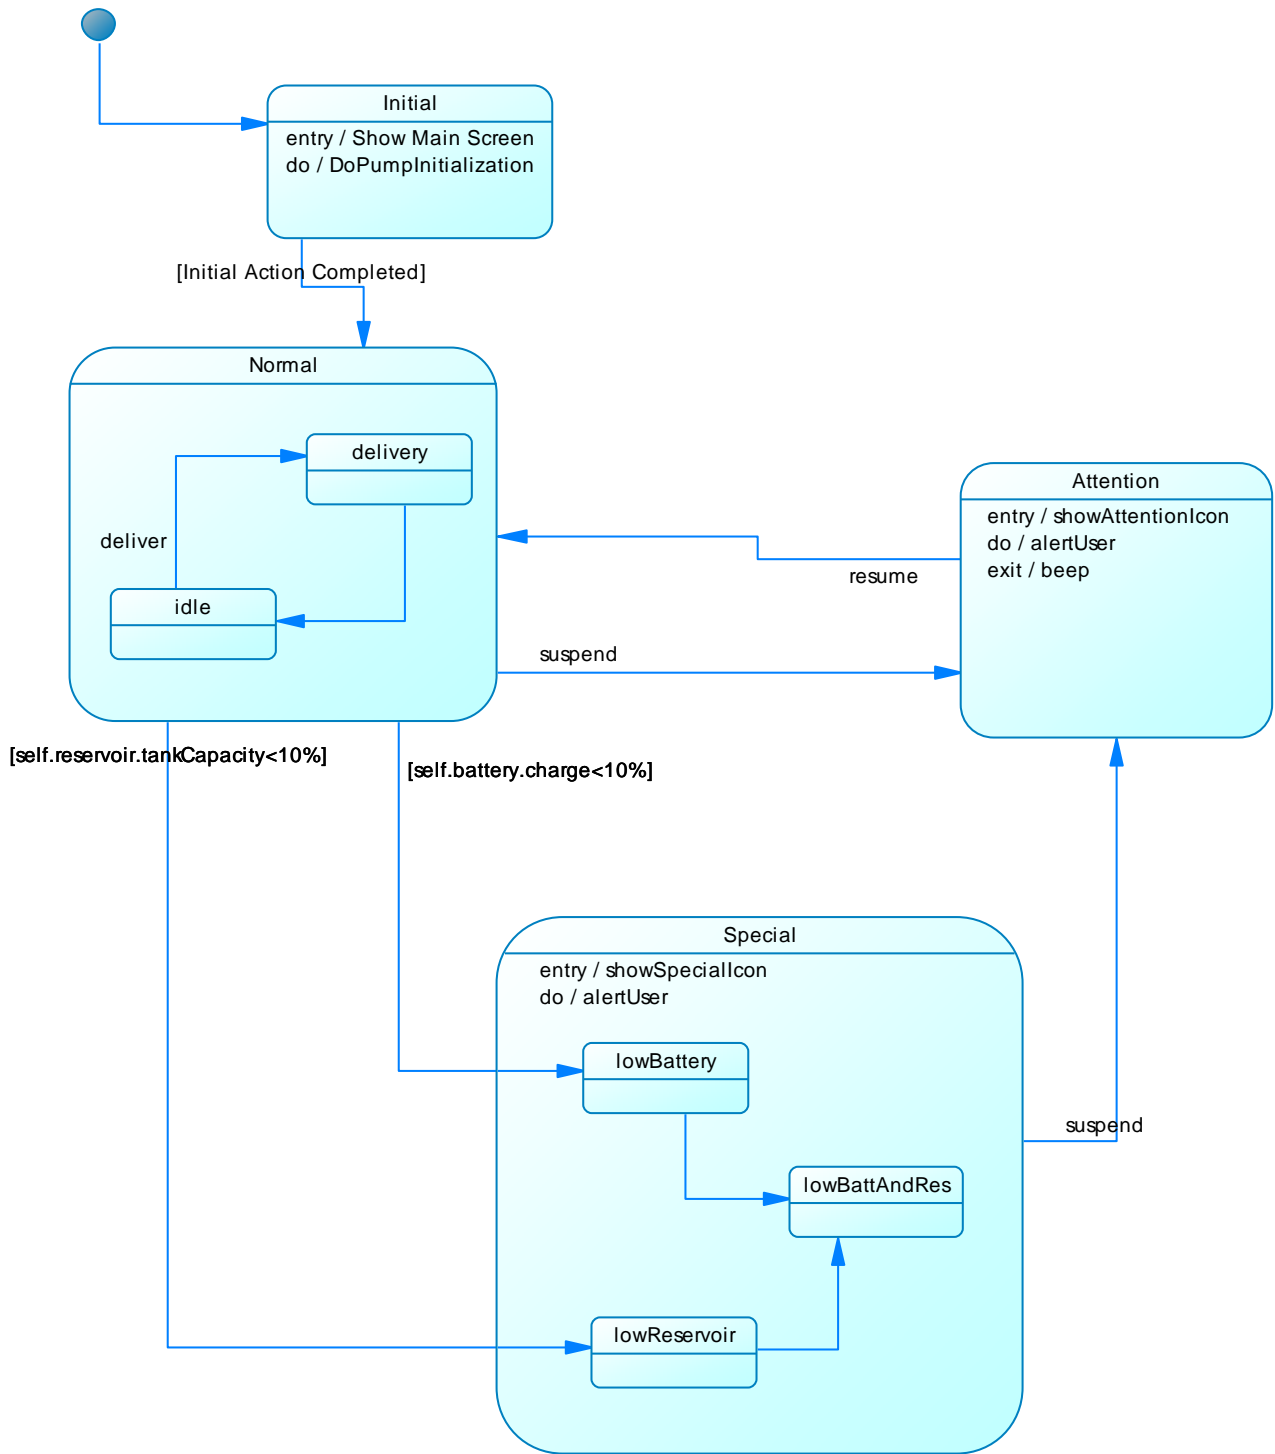 Initial
entry / Show Main Screen
do / DoPumpInitialization
[Initial Action Completed]
Normal
delivery
deliver
idle
Attention
entry / showAttentionIcon
do / alertUser
exit / beep
resume
suspend
[self.reservoir.tankCapacity<10%]
[self.battery.charge<10%]
Special
entry / showSpecialIcon
do / alertUser
lowBattery
suspend
lowBattAndRes
lowReservoir